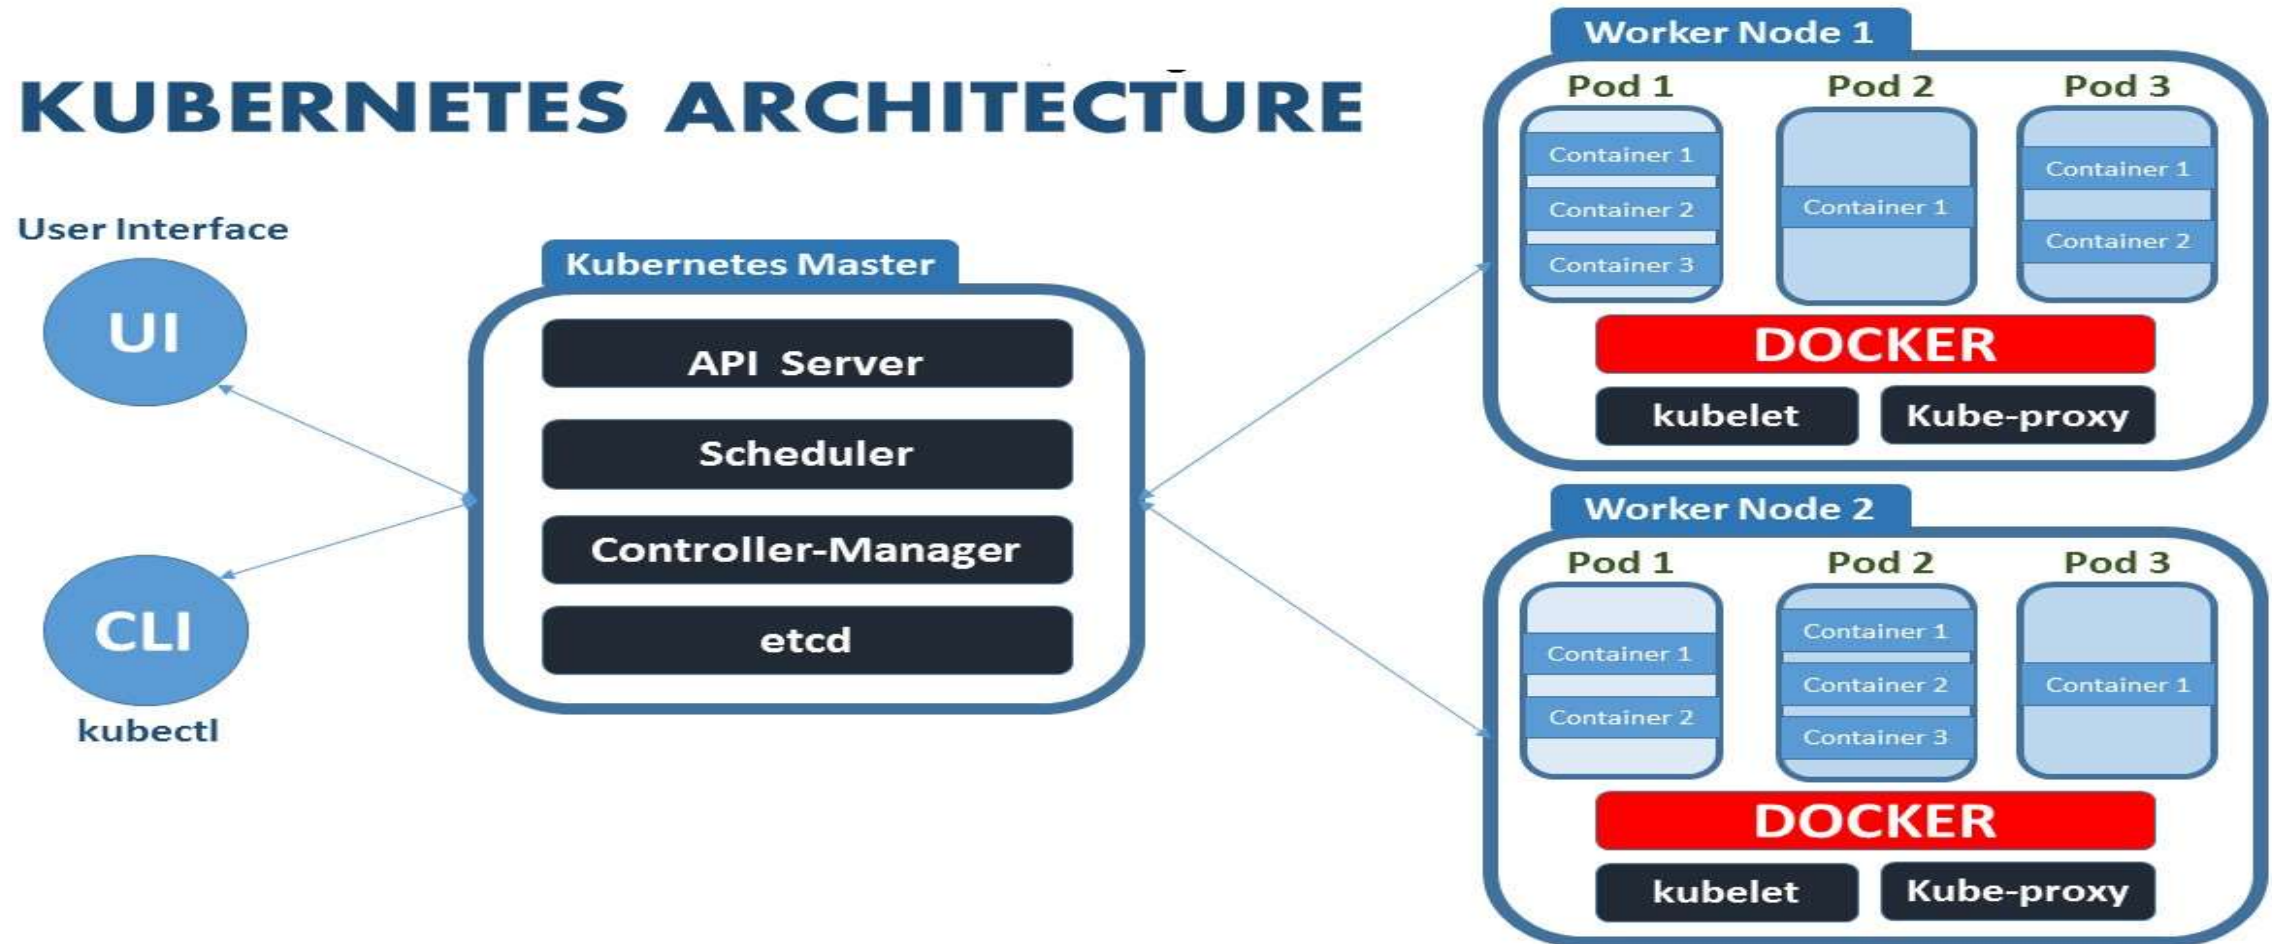 KUBERNETES ARCHITECTURE
User Interface
UI
CLI
kubectl
Kubernetes Master
API Server
Scheduler
Controller-Manager
etcd
Worker Node 1
Pod 1
Container 1
Container 2
Container 3
Pod 2
Container 1
Pod 3
Container 1
Container 2
DOCKER
kubelet
Kube-proxy
Worker Node 2
Pod 1
Container 1
Container 2
Pod 2
Container 1
Container 2
Container 3
Pod 3
Container 1
DOCKER
kubelet
Kube-proxy